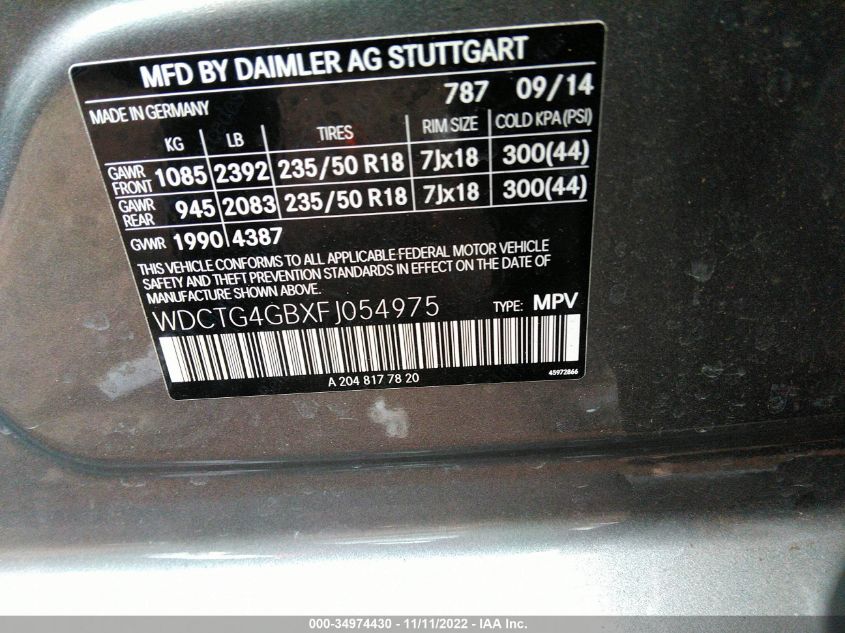 MFD BY DAIMLER AG STUTTGART
MADE IN GERMANY 787 09/14
KG LB TIRES RIM SIZE COLD KPA (PSI)
GAWR FRONT 1085 2392 235/50 R18 7Jx18 300(44)
GAWR REAR 945 2083 235/50 R18 7Jx18 300(44)
GVWR 1990 4387
THIS VEHICLE CONFORMS TO ALL APPLICABLE FEDERAL MOTOR VEHICLE
SAFETY AND THEFT PREVENTION STANDARDS IN EFFECT ON THE DATE OF
MANUFACTURE SHOWN ABOVE.
WDCTG4GBXFJ054975 TYPE: MPV
A 204 817 78 20 45972866
000-34974430 - 11/11/2022 - IAA Inc.